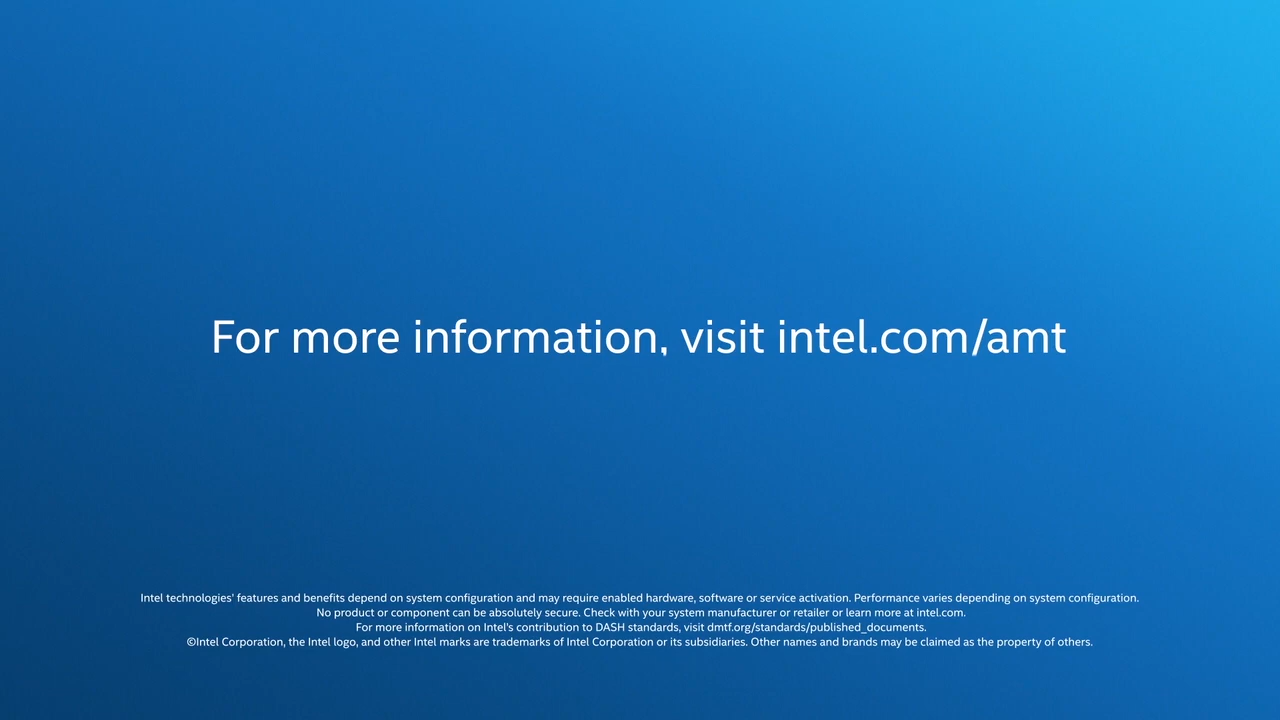 For more information, visit intel.com/amt
Intel technologies' features and benefits depend on system configuration and may require enabled hardware, software or service activation. Performance varies depending on system configuration.
No product or component can be absolutely secure. Check with your system manufacturer or retailer or learn more at intel.com.
For more information on Intel's contribution to DASH standards, visit dmtf.org/standards/published_documents.
©Intel Corporation, the Intel logo, and other Intel marks are trademarks of Intel Corporation or its subsidiaries. Other names and brands may be claimed as the property of others.